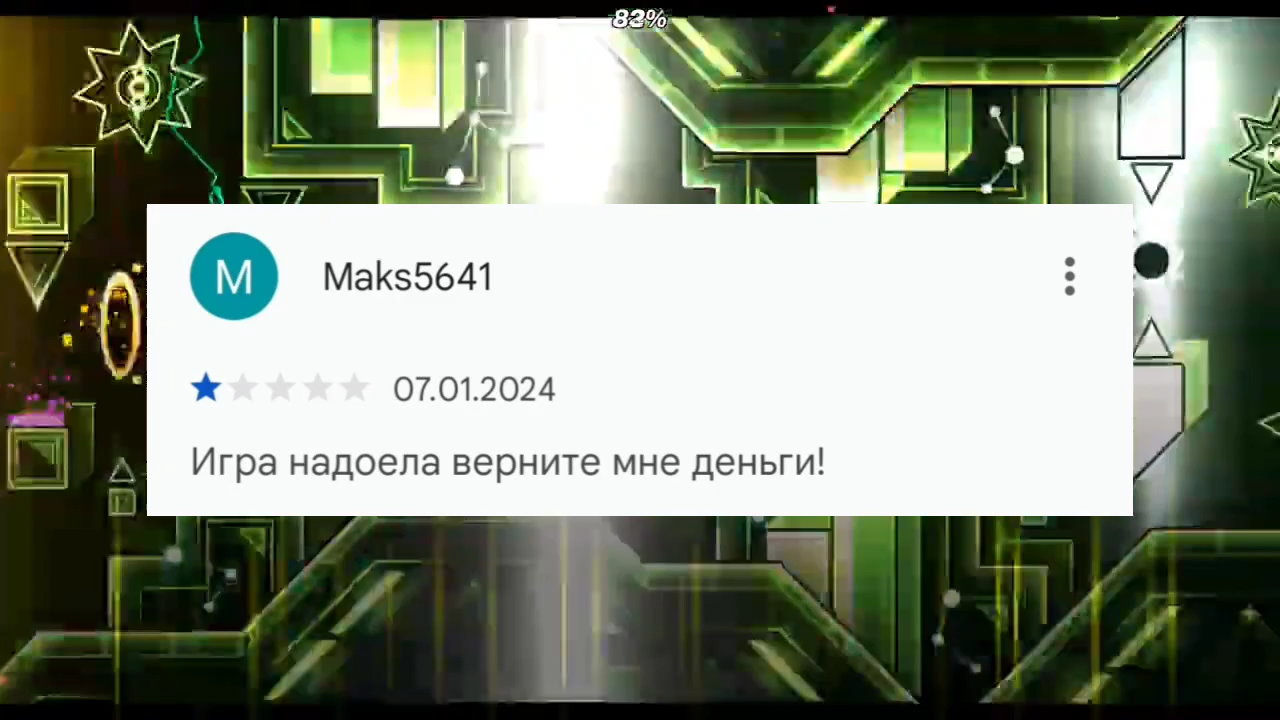 82%
M
Maks5641
07.01.2024
Игра надоела верните мне деньги!